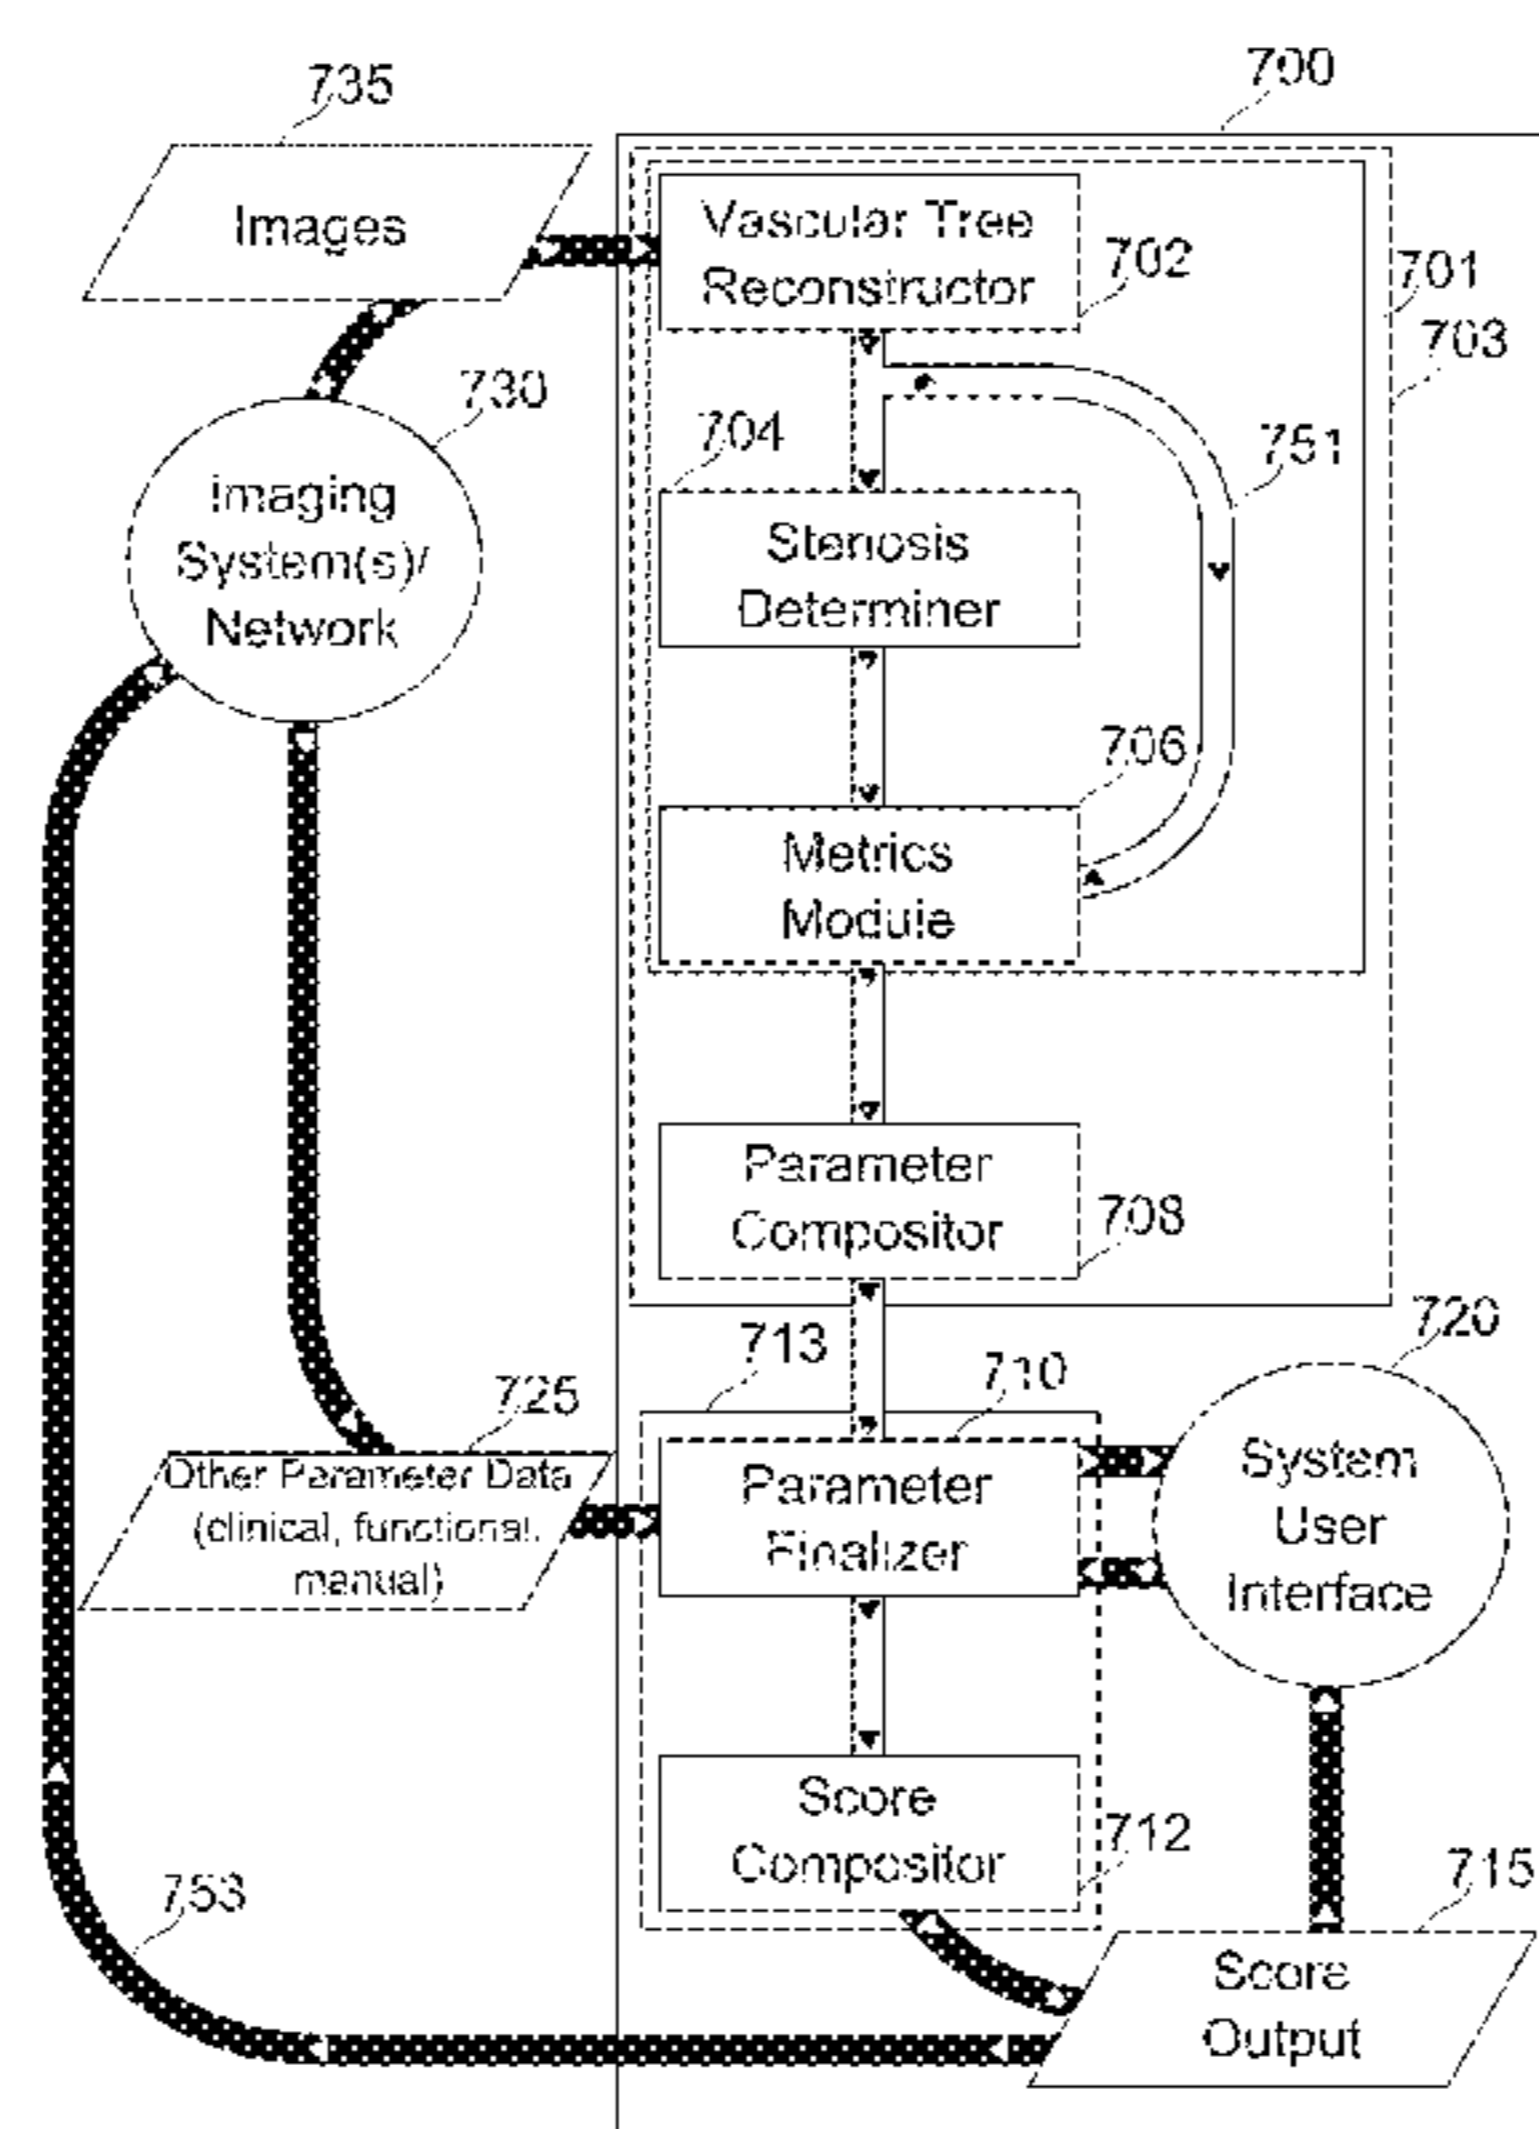 700
735
Images
Vascular Tree
Reconstructor
702
701
703
730
Imaging
System(s)/
Network
704
751
Stenosis
Determiner
706
Metrics
Module
Parameter
Compositor
708
720
713
710
725
Other Parameter Data
(clinical, functional,
manual)
Parameter
Finalizer
System
User
Interface
Score
Compositor
712
753
715
Score
Output